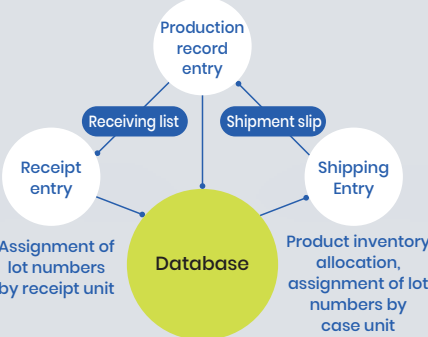 Production
record
entry
Receiving list
Shipment slip
Receipt
entry
Shipping
Entry
Assignment of
lot numbers
by receipt unit
Database
Product inventory
allocation,
assignment of lot
numbers by
case unit